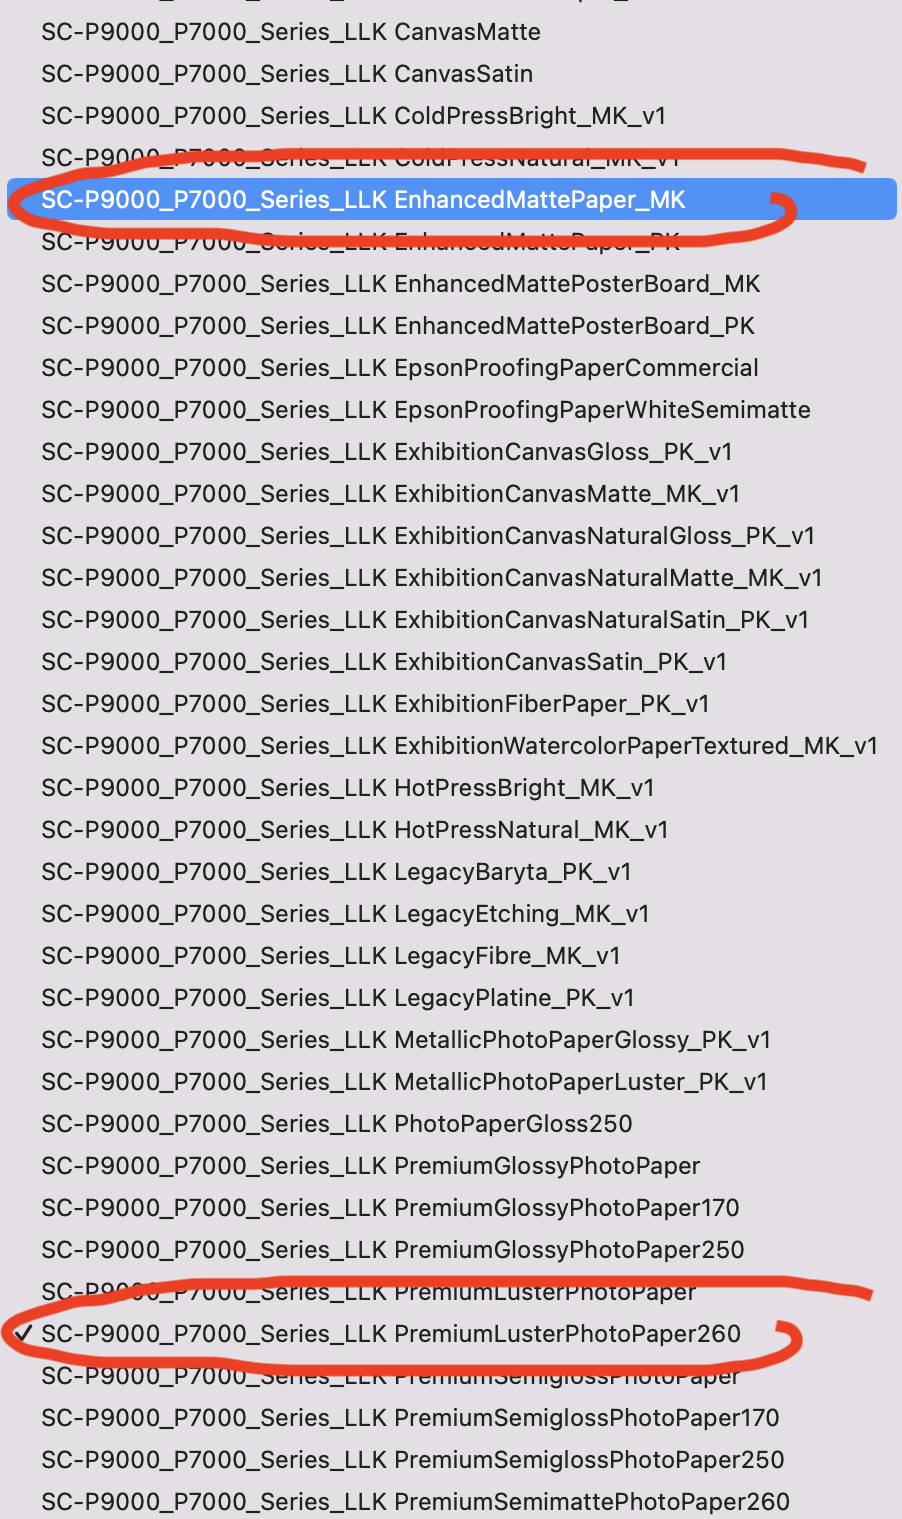 SC-P9000_P7000_Series_LLK CanvasMatte
SC-P9000_P7000_Series_LLK CanvasSatin
SC-P9000_P7000_Series_LLK ColdPressBright_MK_v1
SC-P9000_P7000_Series_LLK ColdPressNatural_MK_v1
SC-P9000_P7000_Series_LLK EnhancedMattePaper_MK
SC-P9000_P7000_Series_LLK EnhancedMattePaper_PK
SC-P9000_P7000_Series_LLK EnhancedMattePosterBoard_MK
SC-P9000_P7000_Series_LLK EnhancedMattePosterBoard_PK
SC-P9000_P7000_Series_LLK EpsonProofingPaperCommercial
SC-P9000_P7000_Series_LLK EpsonProofingPaperWhiteSemimatte
SC-P9000_P7000_Series_LLK ExhibitionCanvasGloss_PK_v1
SC-P9000_P7000_Series_LLK ExhibitionCanvasMatte_MK_v1
SC-P9000_P7000_Series_LLK ExhibitionCanvasNaturalGloss_PK_v1
SC-P9000_P7000_Series_LLK ExhibitionCanvasNaturalMatte_MK_v1
SC-P9000_P7000_Series_LLK ExhibitionCanvasNaturalSatin_PK_v1
SC-P9000_P7000_Series_LLK ExhibitionCanvasSatin_PK_v1
SC-P9000_P7000_Series_LLK ExhibitionFiberPaper_PK_v1
SC-P9000_P7000_Series_LLK ExhibitionWatercolorPaperTextured_MK_v1
SC-P9000_P7000_Series_LLK HotPressBright_MK_v1
SC-P9000_P7000_Series_LLK HotPressNatural_MK_v1
SC-P9000_P7000_Series_LLK LegacyBaryta_PK_v1
SC-P9000_P7000_Series_LLK LegacyEtching_MK_v1
SC-P9000_P7000_Series_LLK LegacyFibre_MK_v1
SC-P9000_P7000_Series_LLK LegacyPlatine_PK_v1
SC-P9000_P7000_Series_LLK MetallicPhotoPaperGlossy_PK_v1
SC-P9000_P7000_Series_LLK MetallicPhotoPaperLuster_PK_v1
SC-P9000_P7000_Series_LLK PhotoPaperGloss250
SC-P9000_P7000_Series_LLK PremiumGlossyPhotoPaper
SC-P9000_P7000_Series_LLK PremiumGlossyPhotoPaper170
SC-P9000_P7000_Series_LLK PremiumGlossyPhotoPaper250
SC-P9000_P7000_Series_LLK PremiumLusterPhotoPaper
✓ SC-P9000_P7000_Series_LLK PremiumLusterPhotoPaper260
SC-P9000_P7000_Series_LLK PremiumSemiglossPhotoPaper
SC-P9000_P7000_Series_LLK PremiumSemiglossPhotoPaper170
SC-P9000_P7000_Series_LLK PremiumSemiglossPhotoPaper250
SC-P9000_P7000_Series_LLK PremiumSemimattePhotoPaper260